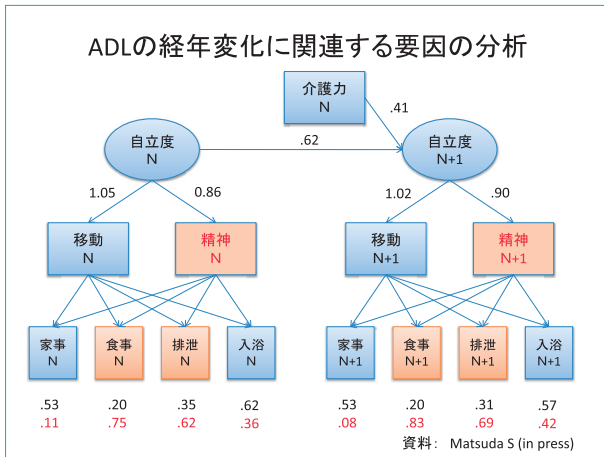 ADLの経年変化に関連する要因の分析
介護力
N
.41
自立度
N
.62
自立度
N+1
1.05
0.86
1.02
.90
移動
N
精神
N
移動
N+1
精神
N+1
家事
N
食事
N
排泄
N
入浴
N
家事
N+1
食事
N+1
排泄
N+1
入浴
N+1
.53 .20 .35 .62 .53 .20 .31 .57
.11 .75 .62 .36 .08 .83 .69 .42
資料: Matsuda S (in press)